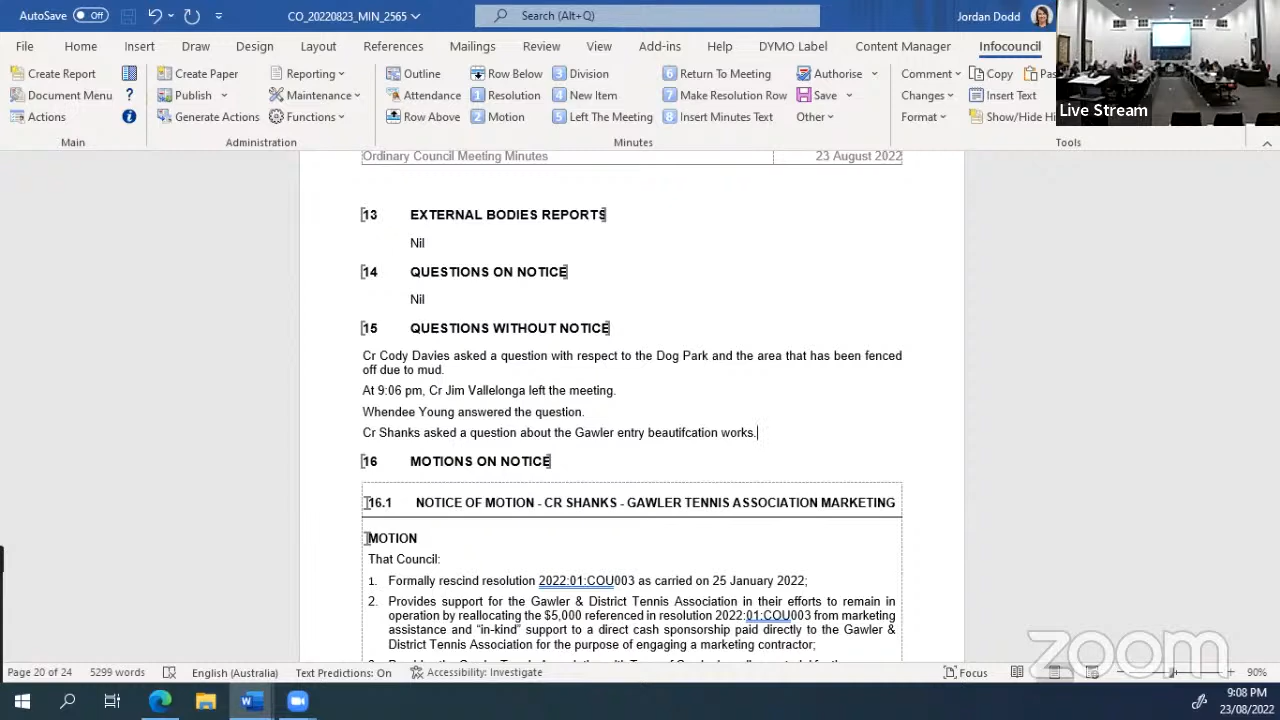 AutoSave Off CO_20220823_MIN_2565 Search (Alt+Q) Jordan Dodd
File Home Insert Draw Design Layout References Mailings Review View Add-ins Help DYMO Label Content Manager Infocouncil
Create Report Create Paper Reporting Outline Row Below 3 Division 6 Return To Meeting Authorise Comment Copy
Document Menu ? Publish Maintenance Attendance 1 Resolution 4 New Item 7 Make Resolution Row Save Changes Insert Text
Actions Generate Actions Functions Row Above 2 Motion 5 Left The Meeting 8 Insert Minutes Text Other Format Show/Hide
Main Administration Minutes Tools
Live Stream
Ordinary Council Meeting Minutes 23 August 2022
13 EXTERNAL BODIES REPORTS
Nil
14 QUESTIONS ON NOTICE
Nil
15 QUESTIONS WITHOUT NOTICE
Cr Cody Davies asked a question with respect to the Dog Park and the area that has been fenced
off due to mud.
At 9:06 pm, Cr Jim Vallelonga left the meeting.
Whendee Young answered the question.
Cr Shanks asked a question about the Gawler entry beautifcation works.
16 MOTIONS ON NOTICE
16.1 NOTICE OF MOTION - CR SHANKS - GAWLER TENNIS ASSOCIATION MARKETING
MOTION
That Council:
1. Formally rescind resolution 2022:01:COU003 as carried on 25 January 2022;
2. Provides support for the Gawler & District Tennis Association in their efforts to remain in
operation by reallocating the $5,000 referenced in resolution 2022:01:COU003 from marketing
assistance and “in-kind” support to a direct cash sponsorship paid directly to the Gawler &
District Tennis Association for the purpose of engaging a marketing contractor;
zoom
Page 20 of 24 5299 words English (Australia) Text Predictions: On Accessibility: Investigate Focus 90%
9:08 PM
23/08/2022